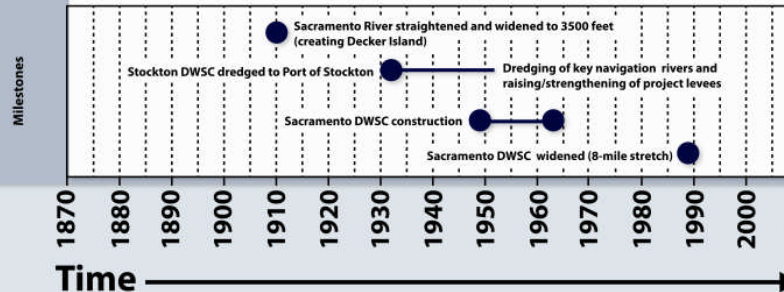 Milestones
Sacramento River straightened and widened to 3500 feet
(creating Decker Island)
Stockton DWSC dredged to Port of Stockton
Dredging of key navigation rivers and
raising/strengthening of project levees
Sacramento DWSC construction
Sacramento DWSC widened (8-mile stretch)
1870
1880
1890
1900
1910
1920
1930
1940
1950
1960
1970
1980
1990
2000
Time